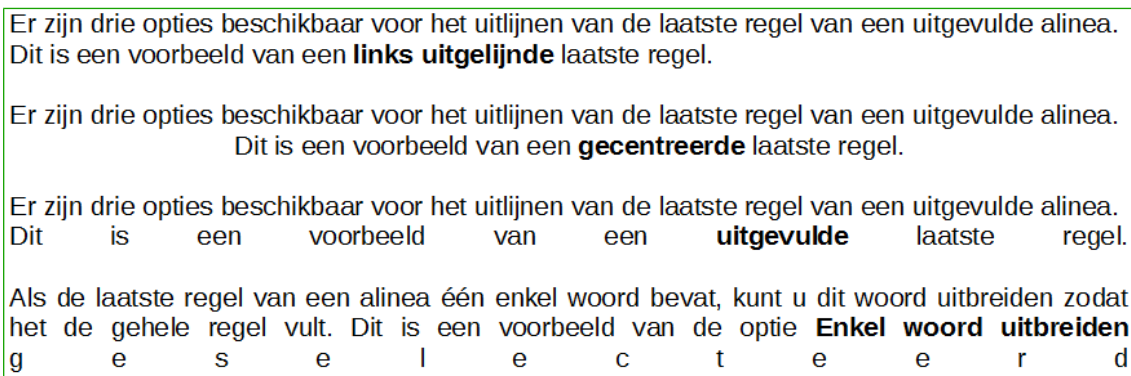 Er zijn drie opties beschikbaar voor het uitlijnen van de laatste regel van een uitgevulde alinea.
Dit is een voorbeeld van een links uitgelijnde laatste regel.
Er zijn drie opties beschikbaar voor het uitlijnen van de laatste regel van een uitgevulde alinea.
Dit is een voorbeeld van een gecentreerde laatste regel.
Er zijn drie opties beschikbaar voor het uitlijnen van de laatste regel van een uitgevulde alinea.
Dit is een voorbeeld van een uitgevulde laatste regel.
Als de laatste regel van een alinea één enkel woord bevat, kunt u dit woord uitbreiden zodat
het de gehele regel vult. Dit is een voorbeeld van de optie Enkel woord uitbreiden
g e s e l e c t e e r d